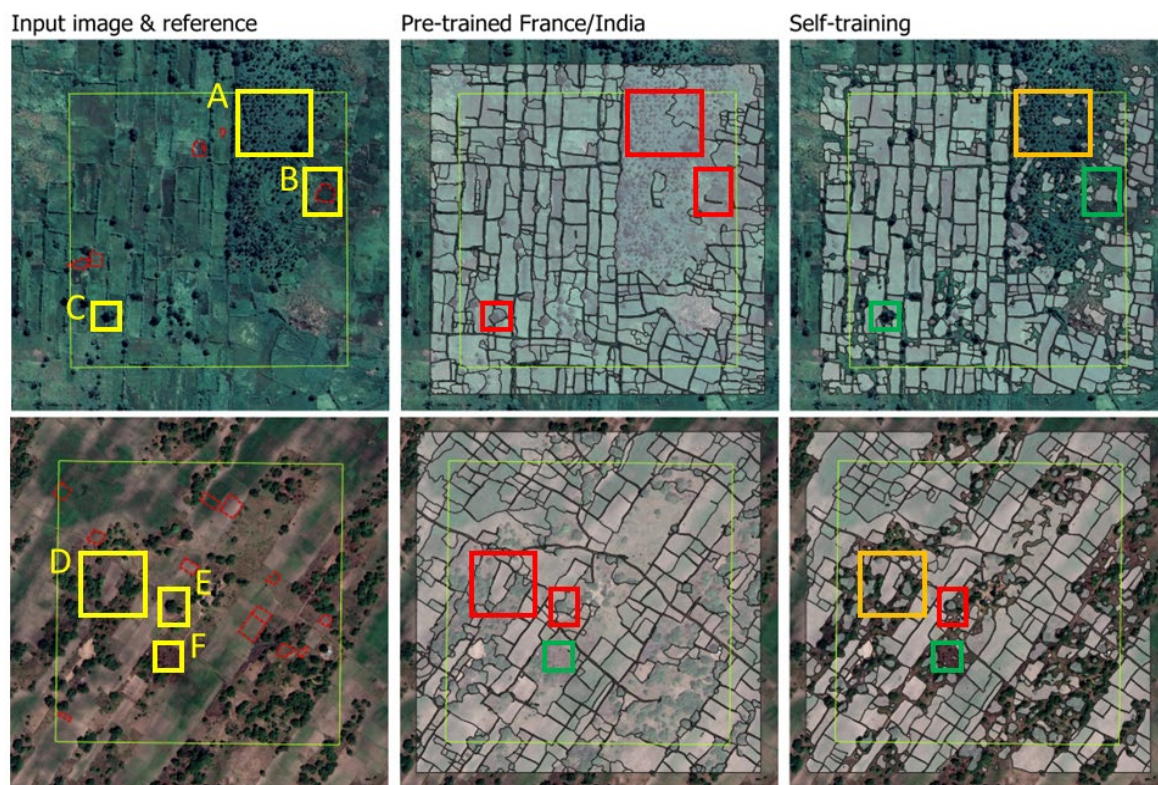 Input image & reference
Pre-trained France/India
Self-training
A
B
C
D
E
F